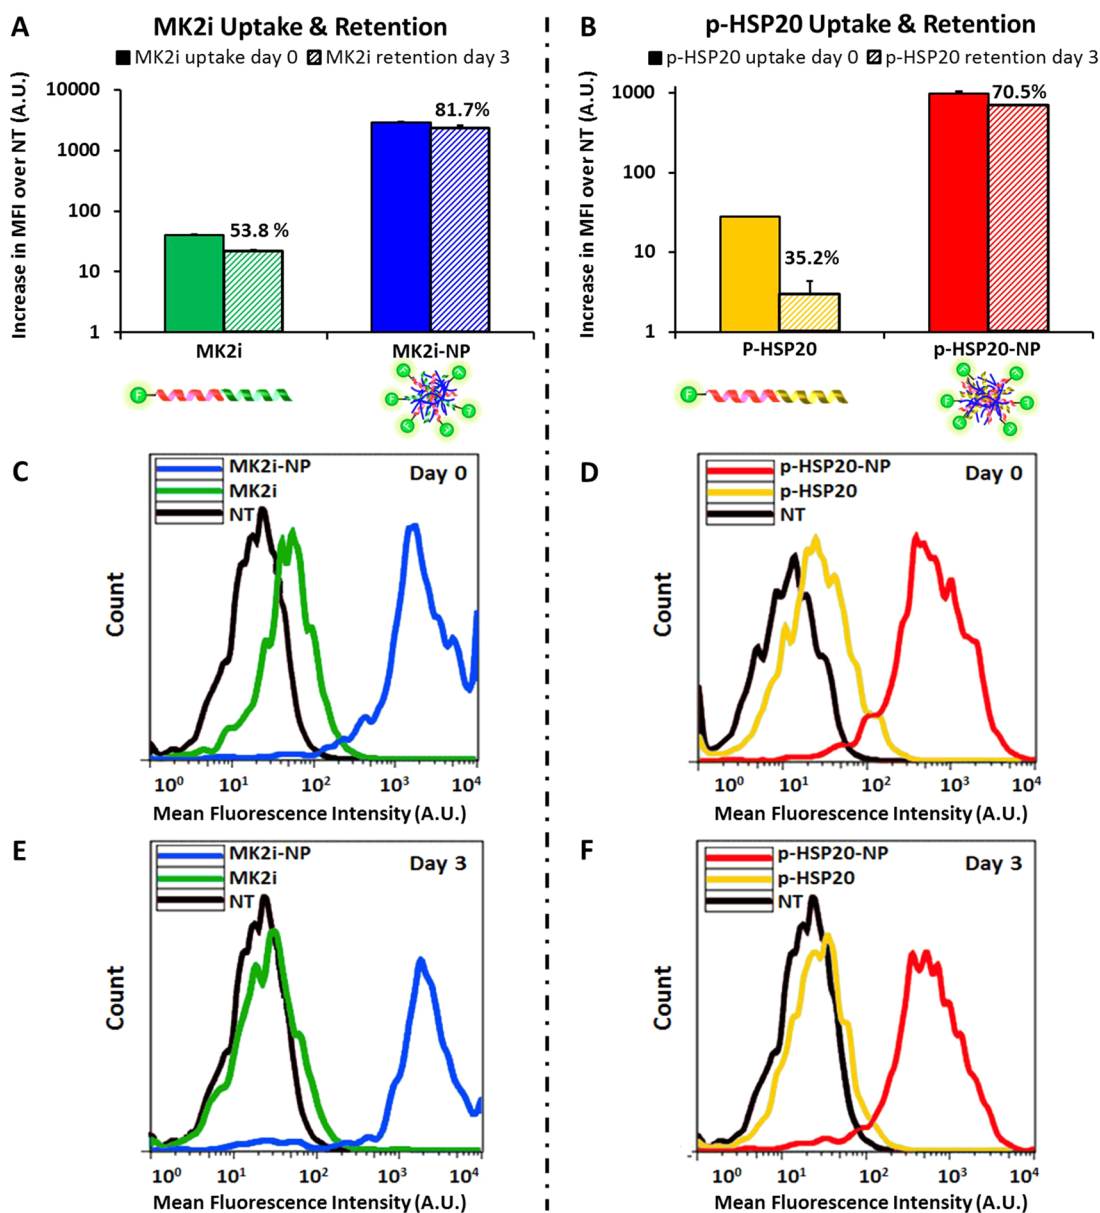 A
MK2i Uptake & Retention
MK2i uptake day 0
MK2i retention day 3
Increase in MFI over NT (A.U.)
10000
1000
100
10
1
53.8 %
81.7%
MK2i
MK2i-NP
F
F
F
F
F
F
F
B
p-HSP20 Uptake & Retention
p-HSP20 uptake day 0
p-HSP20 retention day 3
Increase in MFI over NT (A.U.)
1000
100
10
1
35.2%
70.5%
P-HSP20
p-HSP20-NP
F
F
F
F
F
F
F
C
MK2i-NP
MK2i
NT
Day 0
Count
10⁰ 10¹ 10² 10³ 10⁴
Mean Fluorescence Intensity (A.U.)
D
p-HSP20-NP
p-HSP20
NT
Day 0
Count
10⁰ 10¹ 10² 10³ 10⁴
Mean Fluorescence Intensity (A.U.)
E
MK2i-NP
MK2i
NT
Day 3
Count
10⁰ 10¹ 10² 10³ 10⁴
Mean Fluorescence Intensity (A.U.)
F
p-HSP20-NP
p-HSP20
NT
Day 3
Count
10⁰ 10¹ 10² 10³ 10⁴
Mean Fluorescence Intensity (A.U.)